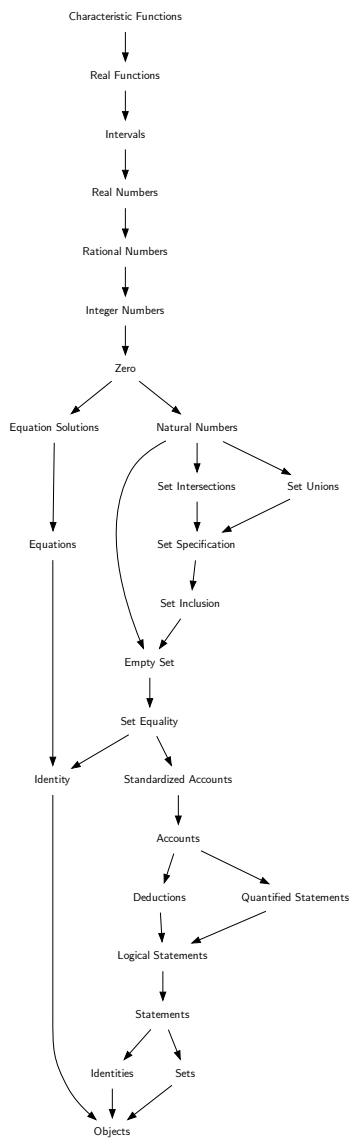 Characteristic Functions
Real Functions
Intervals
Real Numbers
Rational Numbers
Integer Numbers
Zero
Equation Solutions
Natural Numbers
Set Intersections
Set Unions
Equations
Set Specification
Set Inclusion
Empty Set
Set Equality
Identity
Standardized Accounts
Accounts
Deductions
Quantified Statements
Logical Statements
Statements
Identities
Sets
Objects